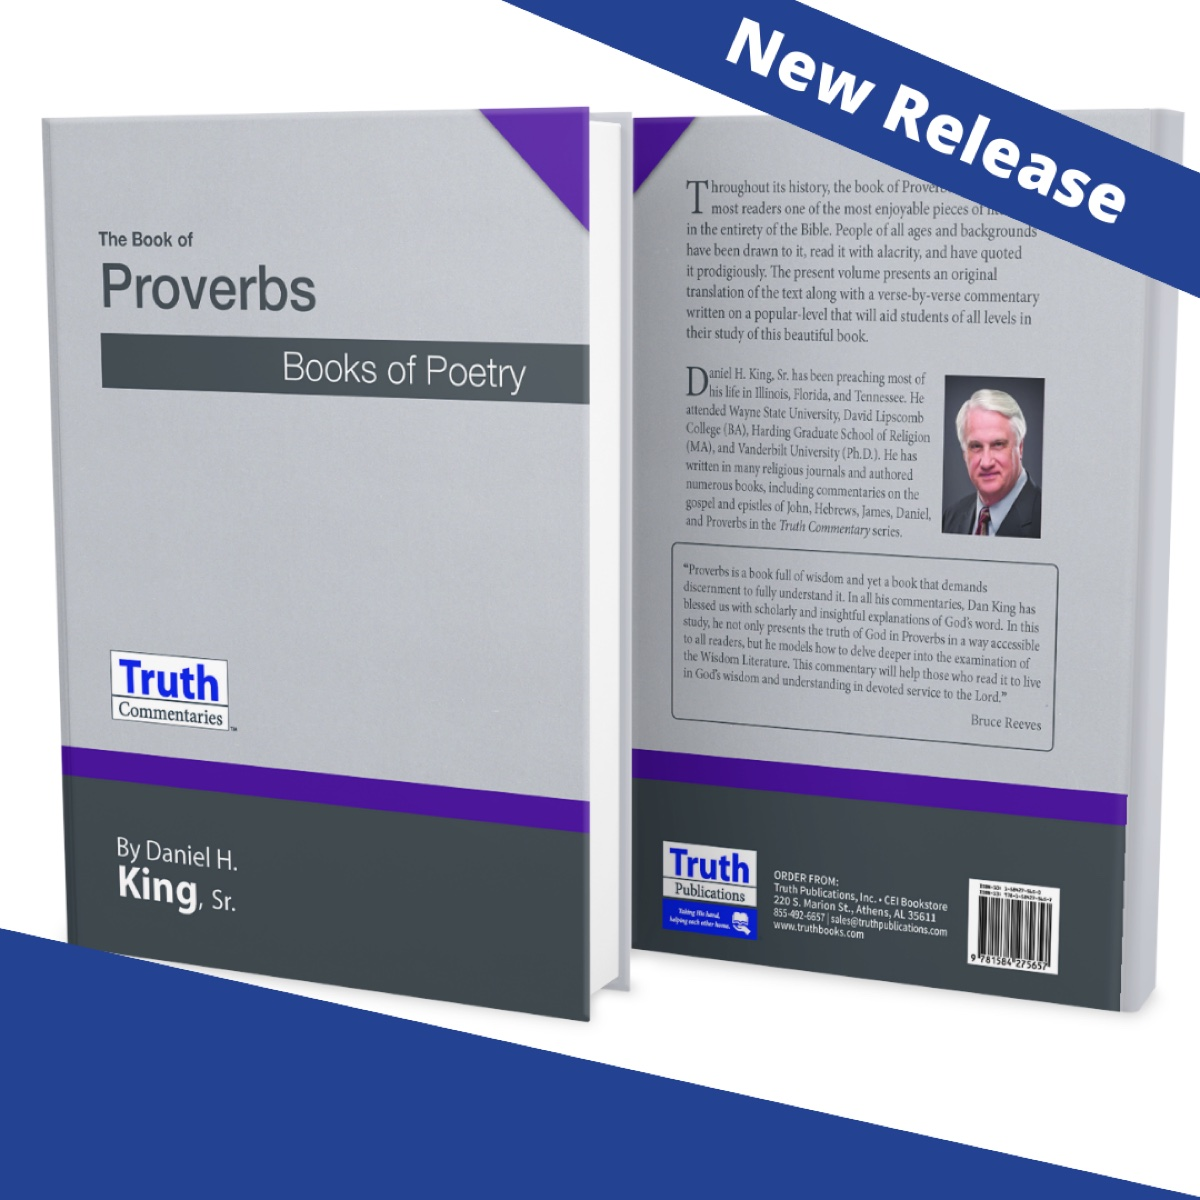 New Release
The Book of
Proverbs
Books of Poetry
Truth
Commentaries™
By Daniel H.
King, Sr.
Throughout its history, the book of
most readers one of the most enjoyable pieces of
in the entirety of the Bible. People of all ages and backgrounds
have been drawn to it, read it with alacrity, and have quoted
it prodigiously. The present volume presents an original
translation of the text along with a verse-by-verse commentary
written on a popular-level that will aid students of all levels in
their study of this beautiful book.
Daniel H. King, Sr. has been preaching most of
his life in Illinois, Florida, and Tennessee. He
attended Wayne State University, David Lipscomb
College (BA), Harding Graduate School of Religion
(MA), and Vanderbilt University (Ph.D.). He has
written in many religious journals and authored
numerous books, including commentaries on the
gospel and epistles of John, Hebrews, James, Daniel,
and Proverbs in the Truth Commentary series.
“Proverbs is a book full of wisdom and yet a book that demands
discernment to fully understand it. In all his commentaries, Dan King has
blessed us with scholarly and insightful explanations of God’s word. In this
study, he not only presents the truth of God in Proverbs in a way accessible
to all readers, but he models how to delve deeper into the examination of
the Wisdom Literature. This commentary will help those who read it to live
in God’s wisdom and understanding in devoted service to the Lord.”
Bruce Reeves
Truth
Publications
Taking His hand,
helping each other home.
ORDER FROM:
Truth Publications, Inc. • CEI Bookstore
220 S. Marion St., Athens, AL 35611
855-492-6657 | sales@truthpublications.com
www.truthbooks.com
9 781584 275657